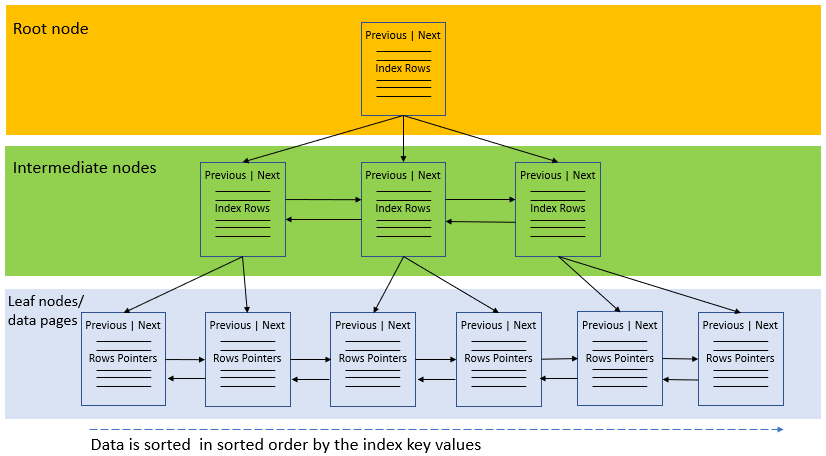 Root node
Previous | Next
Index Rows
Intermediate nodes
Previous | Next
Index Rows
Previous | Next
Index Rows
Previous | Next
Index Rows
Leaf nodes/
data pages
Previous | Next
Rows Pointers
Previous | Next
Rows Pointers
Previous | Next
Rows Pointers
Previous | Next
Rows Pointers
Previous | Next
Rows Pointers
Previous | Next
Rows Pointers
Data is sorted  in sorted order by the index key values